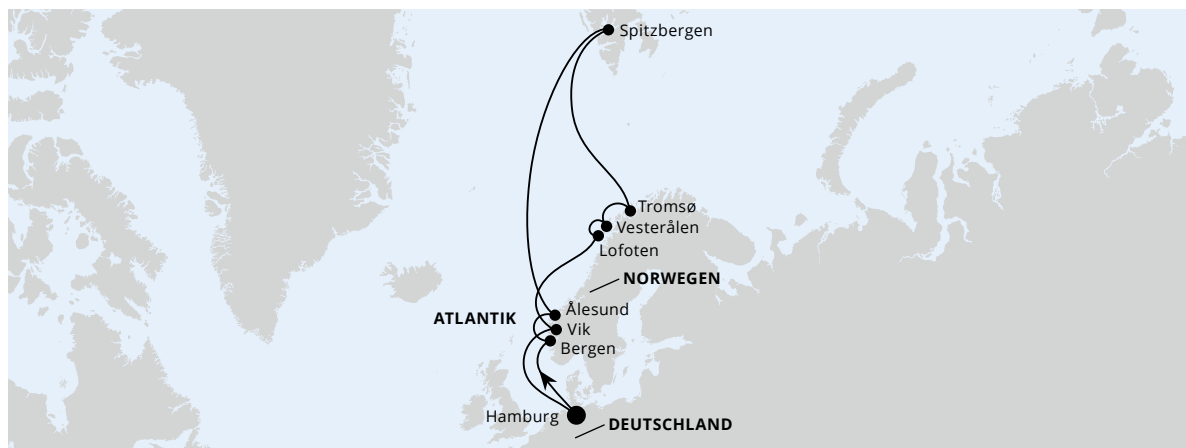 Spitzbergen
Tromsø
Vesterålen
Lofoten
NORWEGEN
Ålesund
ATLANTIK
Vik
Bergen
Hamburg
DEUTSCHLAND